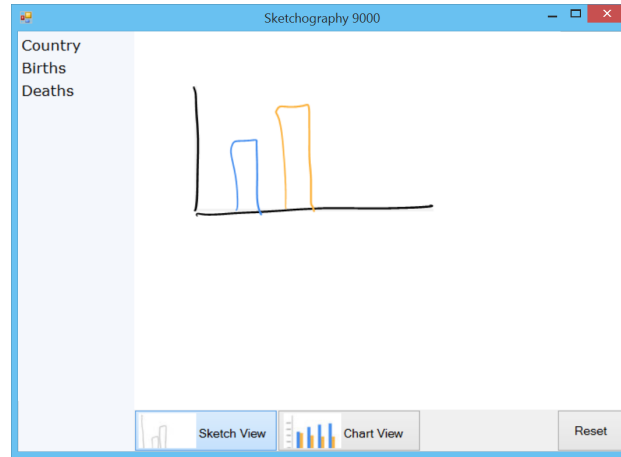 Sketchography 9000
Country
Births
Deaths
Sketch View
Chart View
Reset